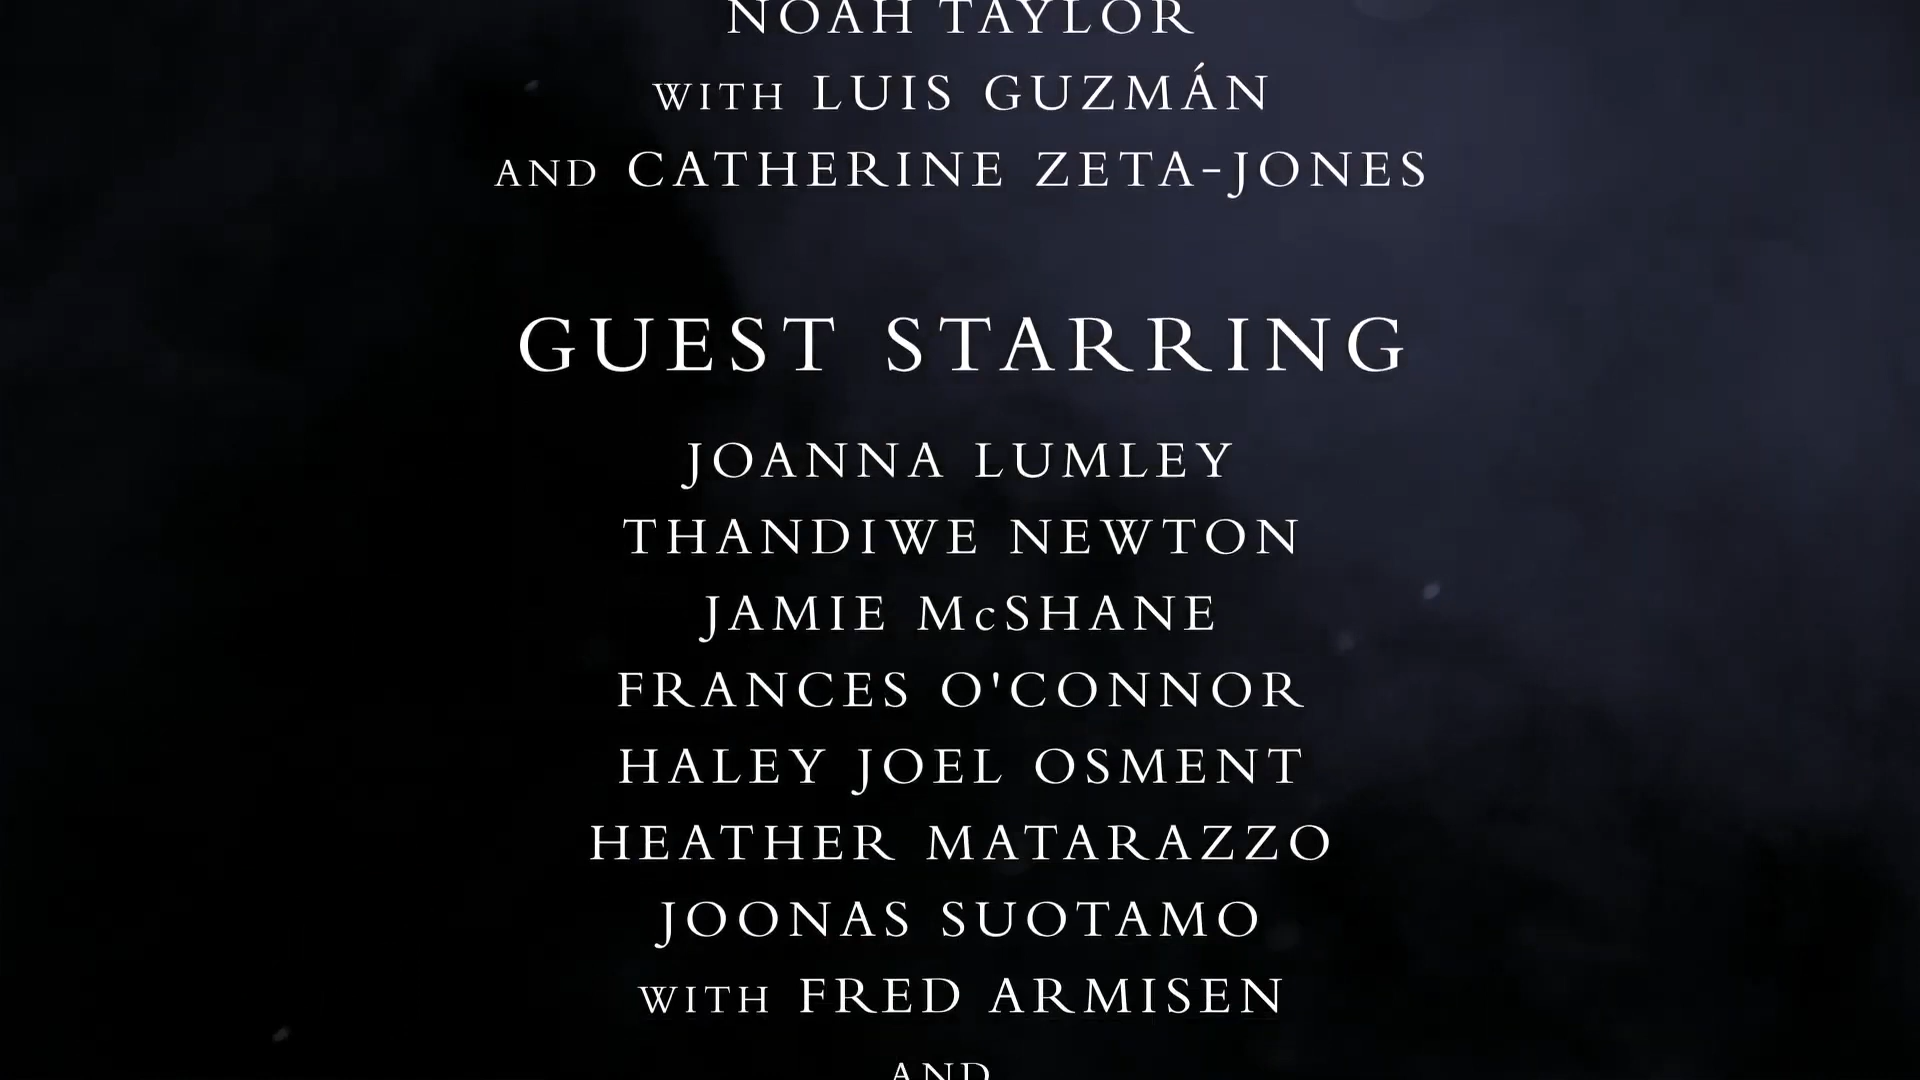 NOAH TAYLOR
WITH LUIS GUZMÁN
AND CATHERINE ZETA-JONES
GUEST STARRING
JOANNA LUMLEY
THANDIWE NEWTON
JAMIE McSHANE
FRANCES O'CONNOR
HALEY JOEL OSMENT
HEATHER MATARAZZO
JOONAS SUOTAMO
WITH FRED ARMISEN
AND